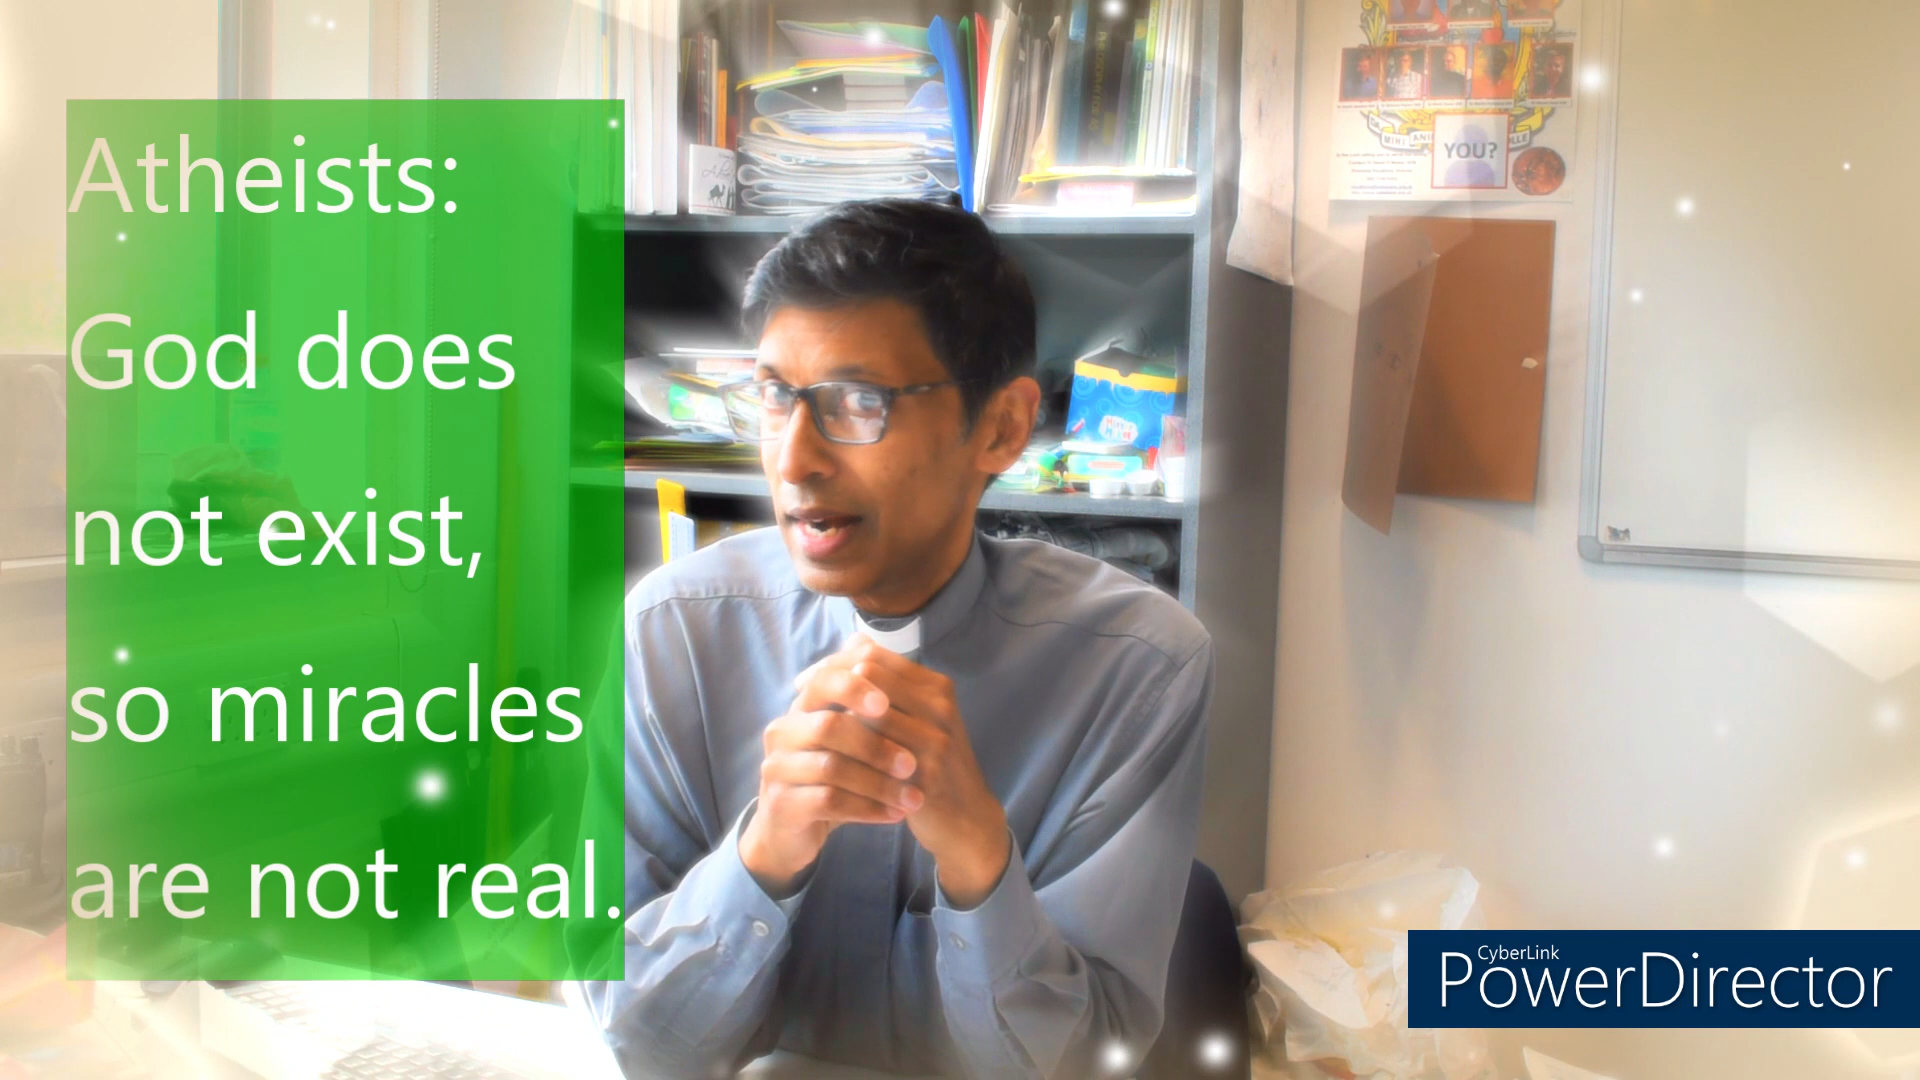 Atheists:
God does
not exist,
so miracles
are not real.
YOU?
CyberLink
PowerDirector